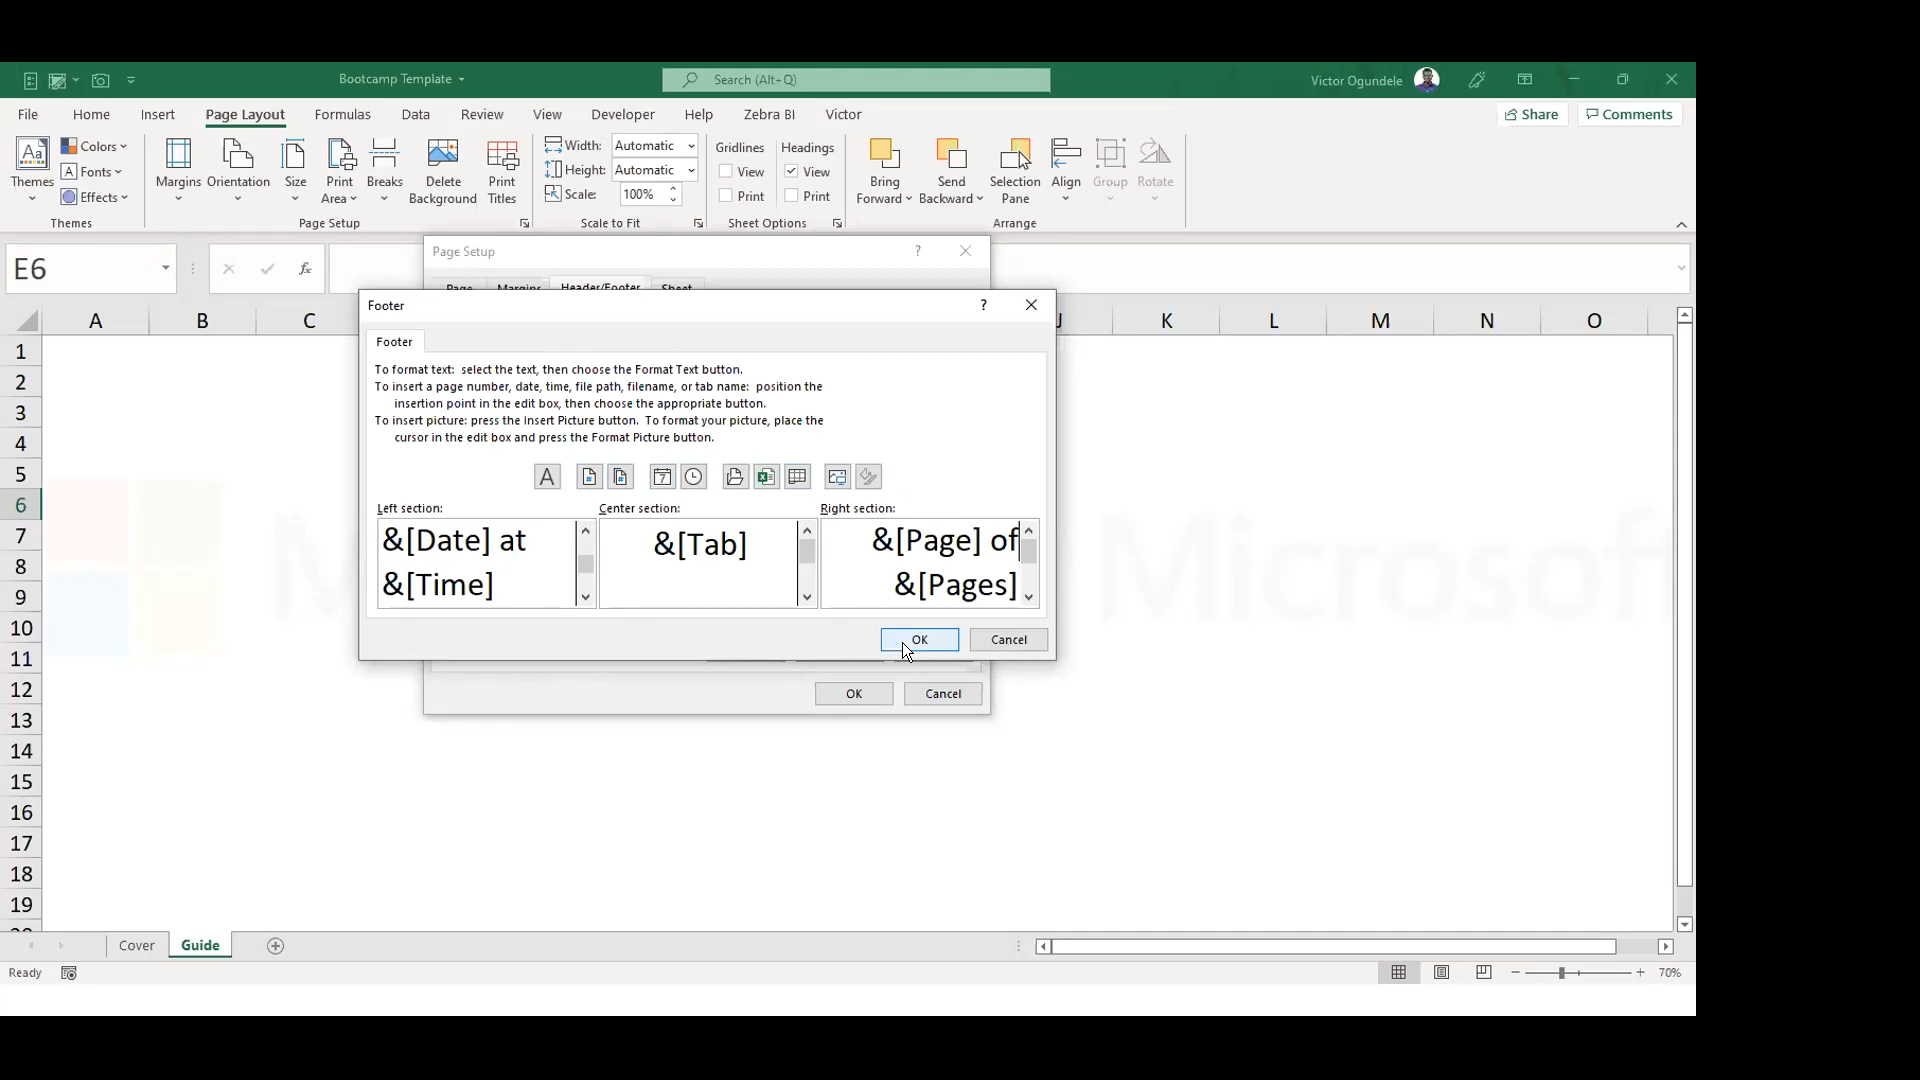 Bootcamp Template
Search (Alt+Q)
Victor Ogundele
File Home Insert Page Layout Formulas Data Review View Developer Help Zebra BI Victor
Share Comments
Themes
Colors
Fonts
Effects
Themes
Margins
Orientation
Size
Print
Area
Breaks
Delete
Background
Print
Titles
Page Setup
Width: Automatic
Height: Automatic
Scale: 100%
Scale to Fit
Gridlines Headings
View View
Print Print
Sheet Options
Bring
Forward
Send
Backward
Selection
Pane
Align
Group
Rotate
Arrange
E6
fx
Page Setup
?
Page Margins Header/Footer Sheet
Footer
?
Footer
To format text: select the text, then choose the Format Text button.
To insert a page number, date, time, file path, filename, or tab name: position the
insertion point in the edit box, then choose the appropriate button.
To insert picture: press the Insert Picture button. To format your picture, place the
cursor in the edit box and press the Format Picture button.
A
7
Left section: Center section: Right section:
&[Date] at
&[Time]
&[Tab]
&[Page] of
&[Pages]
OK Cancel
OK Cancel
A B C J K L M N O
1
2
3
4
5
6
7
8
9
10
11
12
13
14
15
16
17
18
19
Microsoft
Cover Guide
Ready
70%